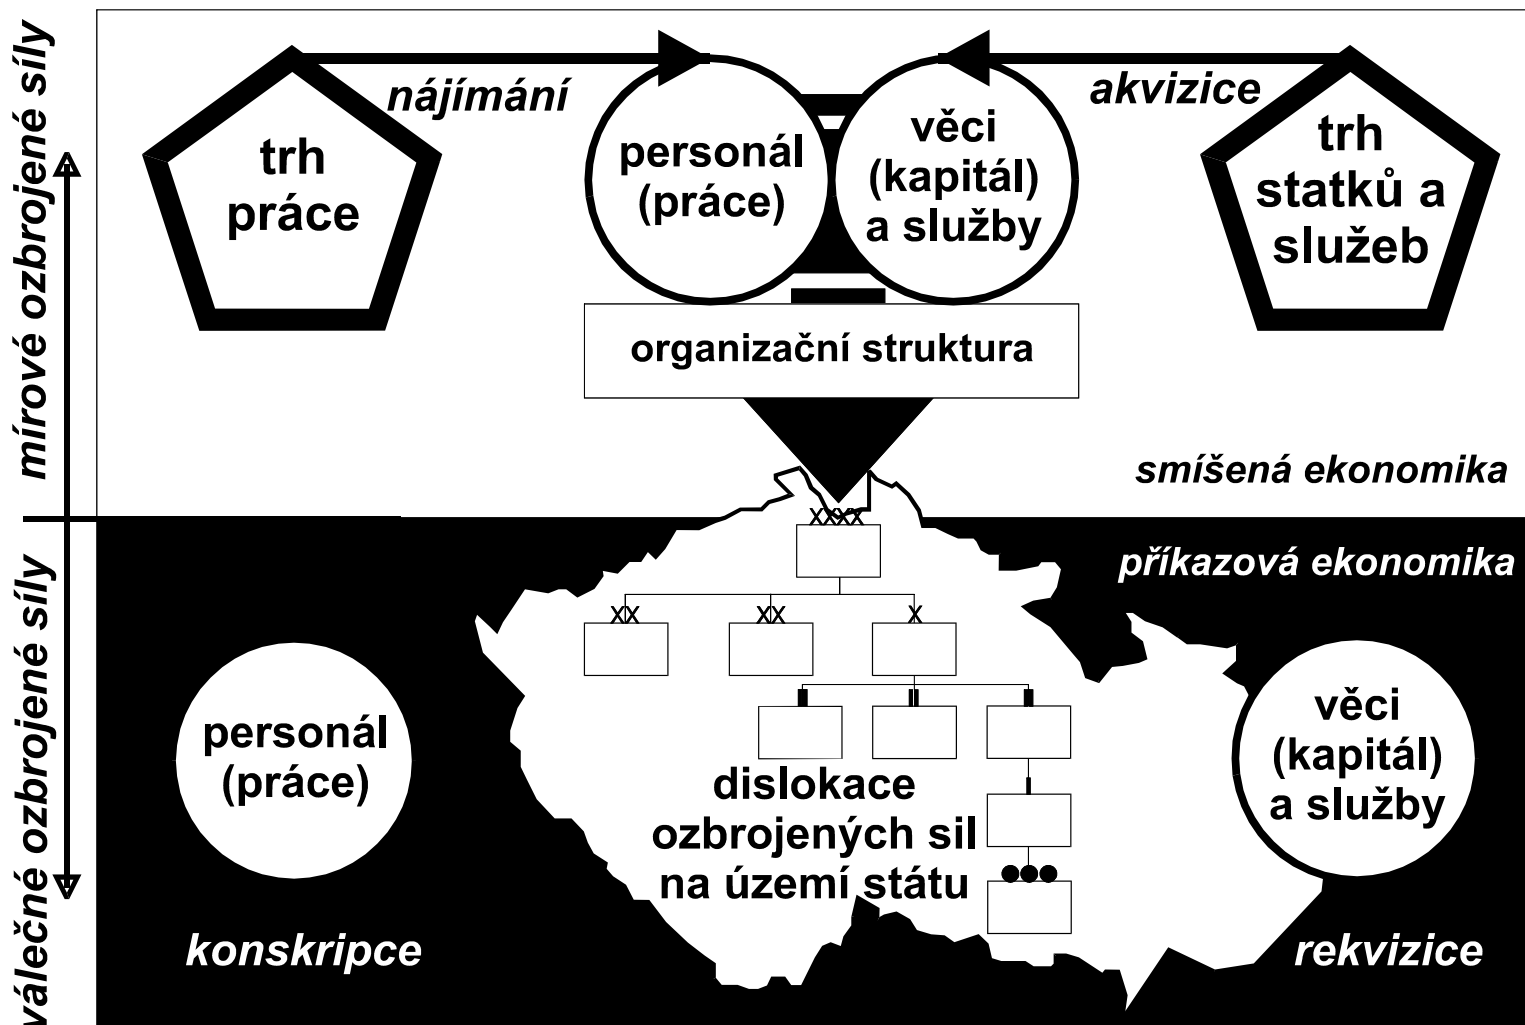 mírové ozbrojené síly
válečné ozbrojené síly
nájímání
akvizice
trh
práce
personál
(práce)
věci
(kapitál)
a služby
trh
statků a
služeb
organizační struktura
smíšená ekonomika
příkazová ekonomika
XXXX
XX
XX
X
personál
(práce)
věci
(kapitál)
a služby
dislokace
ozbrojených sil
na území státu
konskripce
rekvizice